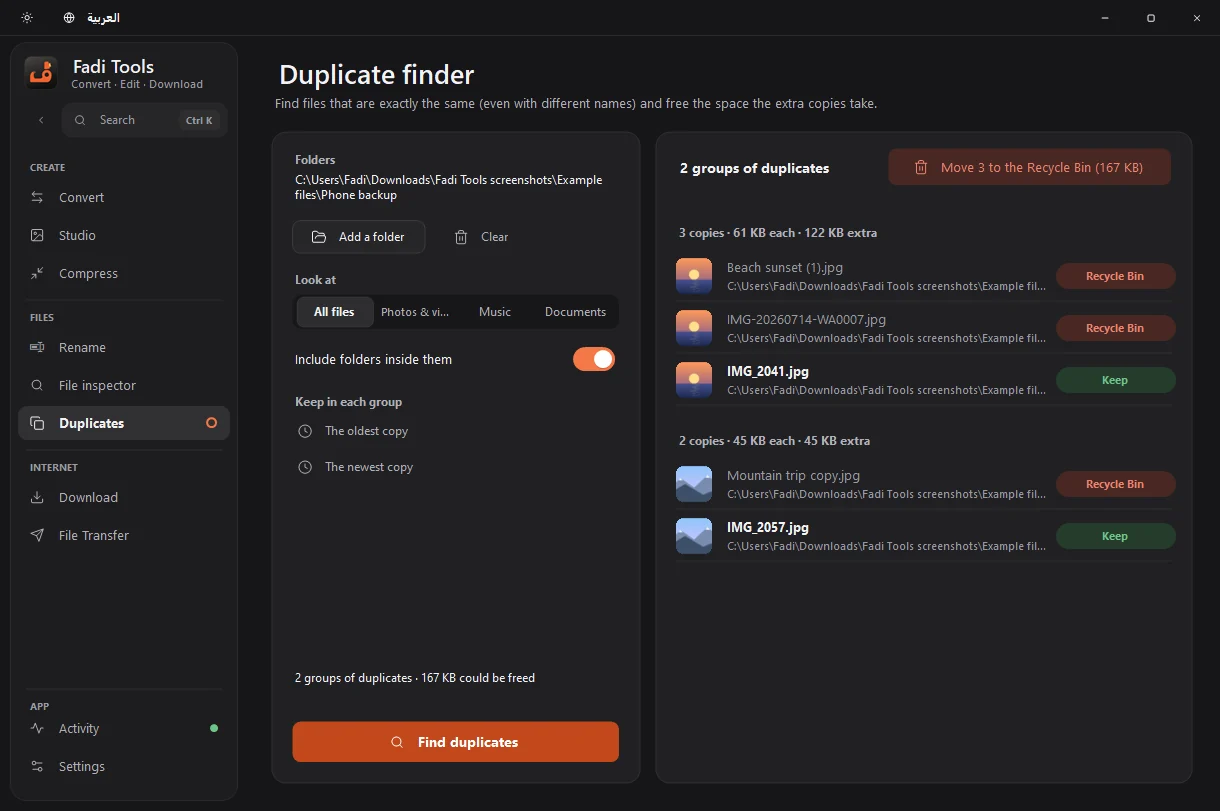 العربية
Fadi Tools
Convert · Edit · Download
Search
Ctrl K
CREATE
Convert
Studio
Compress
FILES
Rename
File inspector
Duplicates
INTERNET
Download
File Transfer
APP
Activity
Settings
Duplicate finder
Find files that are exactly the same (even with different names) and free the space the extra copies take.
Folders
C:\Users\Fadi\Downloads\Fadi Tools screenshots\Example
files\Phone backup
Add a folder
Clear
Look at
All files
Photos & vi...
Music
Documents
Include folders inside them
Keep in each group
The oldest copy
The newest copy
2 groups of duplicates · 167 KB could be freed
Find duplicates
2 groups of duplicates
Move 3 to the Recycle Bin (167 KB)
3 copies · 61 KB each · 122 KB extra
Beach sunset (1).jpg
C:\Users\Fadi\Downloads\Fadi Tools screenshots\Example fil...
Recycle Bin
IMG-20260714-WA0007.jpg
C:\Users\Fadi\Downloads\Fadi Tools screenshots\Example fil...
Recycle Bin
IMG_2041.jpg
C:\Users\Fadi\Downloads\Fadi Tools screenshots\Example fil...
Keep
2 copies · 45 KB each · 45 KB extra
Mountain trip copy.jpg
C:\Users\Fadi\Downloads\Fadi Tools screenshots\Example fil...
Recycle Bin
IMG_2057.jpg
C:\Users\Fadi\Downloads\Fadi Tools screenshots\Example fil...
Keep